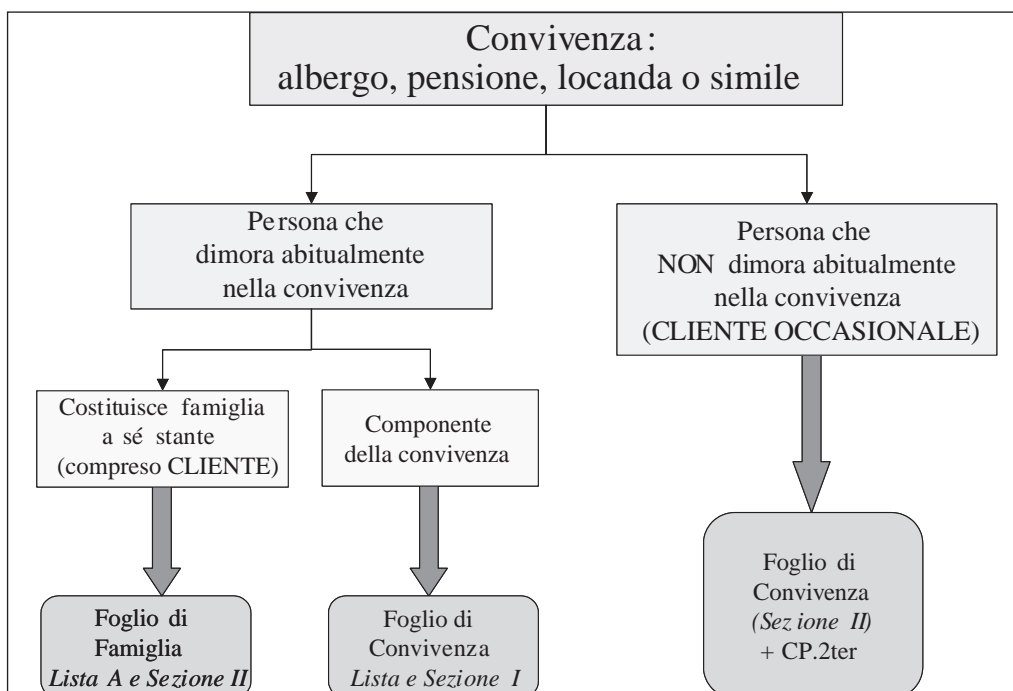 Convivenza:
albergo, pensione, locanda o simile
Persona che
dimora abitualmente
nella convivenza
Persona che
NON dimora abitualmente
nella convivenza
(CLIENTE OCCASIONALE)
Costituisce famiglia
a sé stante
(compreso CLIENTE)
Componente
della convivenza
Foglio di
Famiglia
Lista A e Sezione II
Foglio di
Convivenza
Lista e Sezione I
Foglio di
Convivenza
(Sezione II)
+ CP.2ter